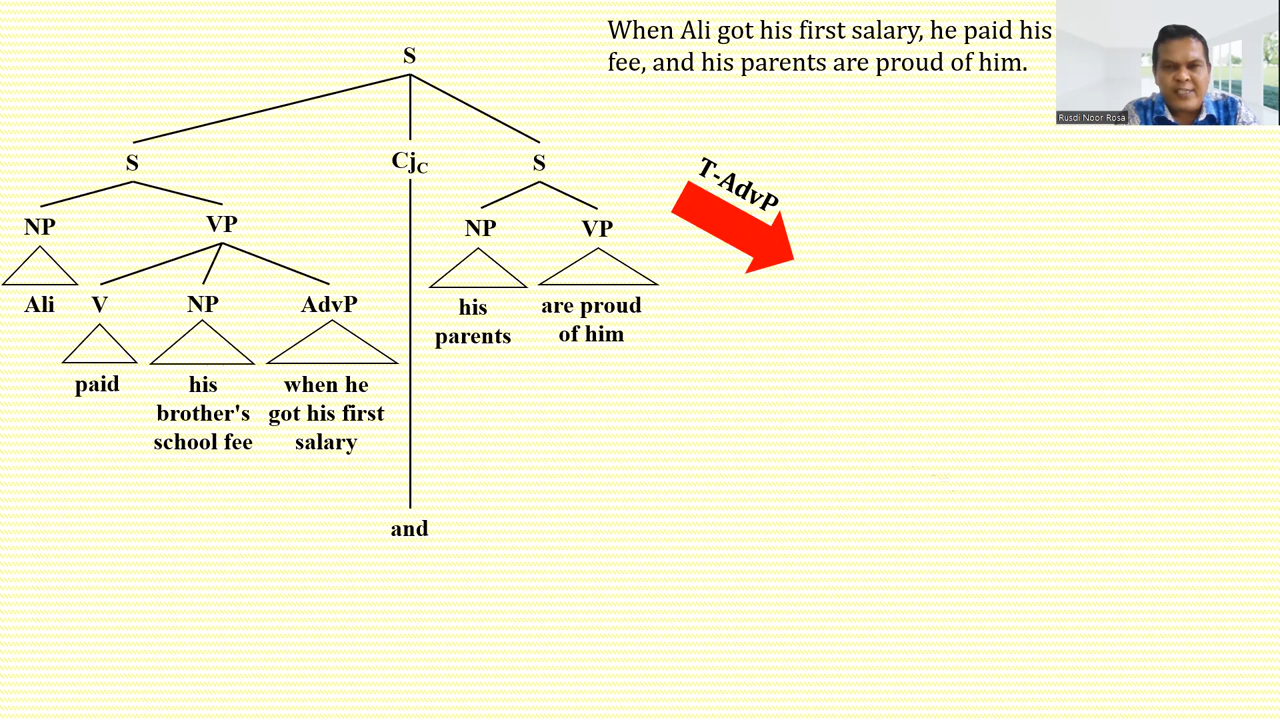 When Ali got his first salary, he paid his
fee, and his parents are proud of him.
Rusdi Noor Rosa
S
S CjC S
T-AdvP
NP VP NP VP
Ali V NP AdvP
his parents
are proud of him
paid
his brother's school fee
when he got his first salary
and